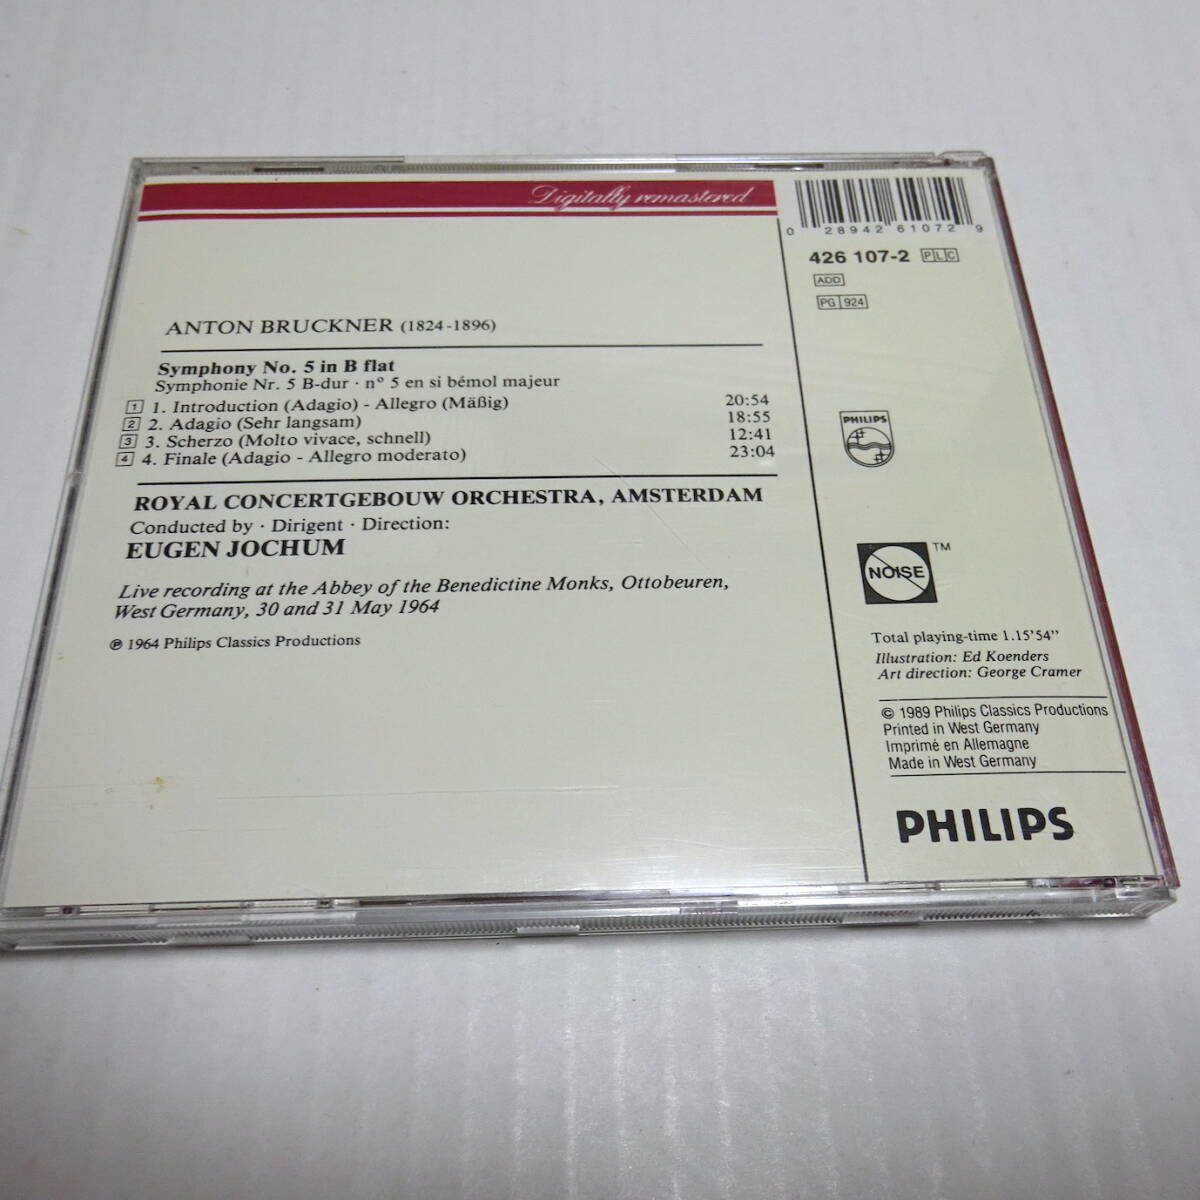 Digitally remastered
ANTON BRUCKNER (1824-1896)
Symphony No. 5 in B flat
Symphonie Nr. 5 B-dur · n° 5 en si bémol majeur
1 1. Introduction (Adagio) - Allegro (Mäßig) 20:54
2 2. Adagio (Sehr langsam) 18:55
3 3. Scherzo (Molto vivace, schnell) 12:41
4 4. Finale (Adagio - Allegro moderato) 23:04
ROYAL CONCERTGEBOUW ORCHESTRA, AMSTERDAM
Conducted by · Dirigent · Direction:
EUGEN JOCHUM
Live recording at the Abbey of the Benedictine Monks, Ottobeuren,
West Germany, 30 and 31 May 1964
℗ 1964 Philips Classics Productions
0 28942 61072 9
426 107-2 PLC
ADD
PG 924
PHILIPS
NOISE TM
Total playing-time 1.15'54"
Illustration: Ed Koenders
Art direction: George Cramer
© 1989 Philips Classics Productions
Printed in West Germany
Imprimé en Allemagne
Made in West Germany
PHILIPS